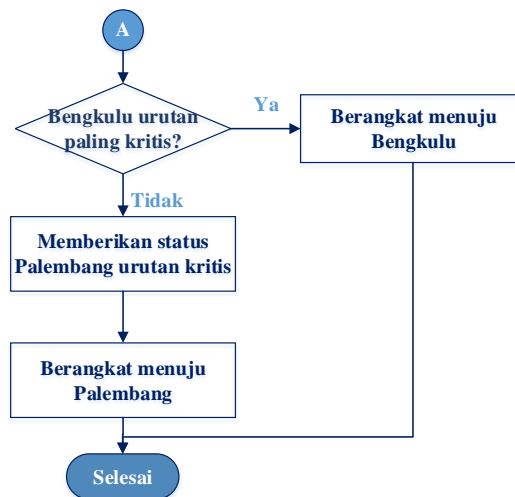 A
Bengkulu urutan
paling kritis?
Ya
Berangkat menuju
Bengkulu
Tidak
Memberikan status
Palembang urutan kritis
Berangkat menuju
Palembang
Selesai